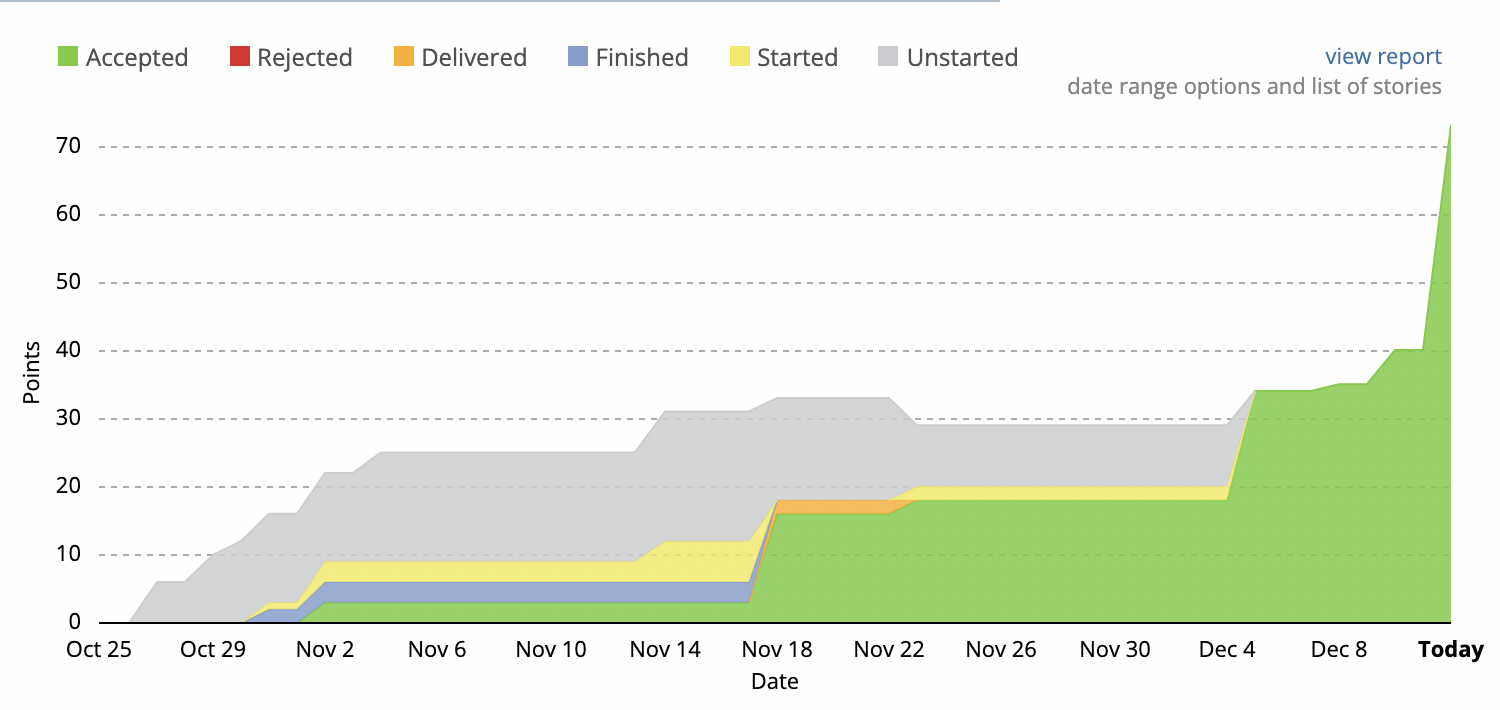 Accepted Rejected Delivered Finished Started Unstarted
view report
date range options and list of stories
70
60
50
40
30
20
10
0
Points
Oct 25 Oct 29 Nov 2 Nov 6 Nov 10 Nov 14 Nov 18 Nov 22 Nov 26 Nov 30 Dec 4 Dec 8 Today
Date